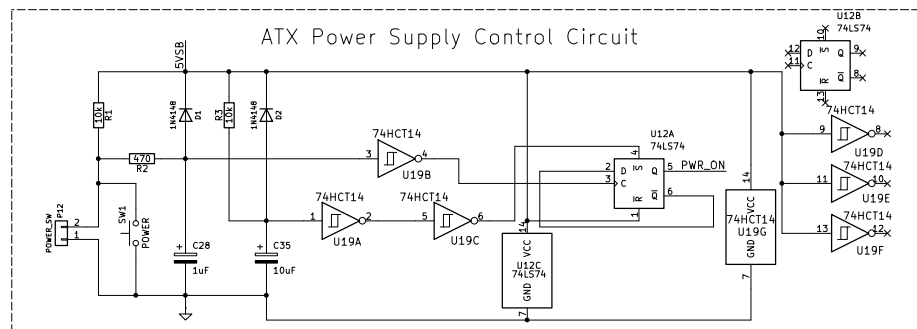 ATX Power Supply Control Circuit
U12B
74LS74
10
12
11
S
D
C
R
Q
Q
9
8
13
5VSB
10k
R1
1N4148
D1
R3
10k
1N4148
D2
470
R2
74HCT14
3
4
U19B
74HCT14
1
2
U19A
74HCT14
5
6
U19C
U12A
74LS74
4
2
3
S
D
C
R
Q
Q
5
PWR_ON
6
1
74HCT14
9
8
U19D
74HCT14
11
10
U19E
74HCT14
13
12
U19F
14
VCC
74HCT14
U19G
GND
7
14
VCC
U12C
74LS74
GND
7
POWER_SW
P12
2
1
SW1
POWER
+
C28
1uF
+
C35
10uF